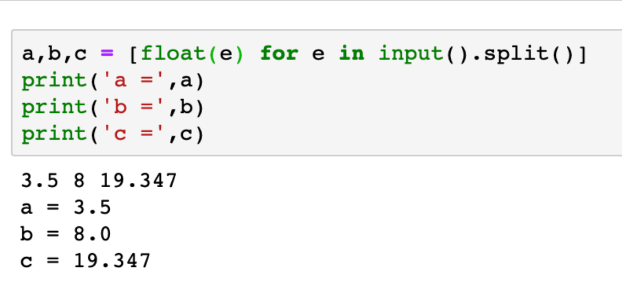 a,b,c = [float(e) for e in input().split()]
print('a =',a)
print('b =',b)
print('c =',c)
3.5 8 19.347
a = 3.5
b = 8.0
c = 19.347